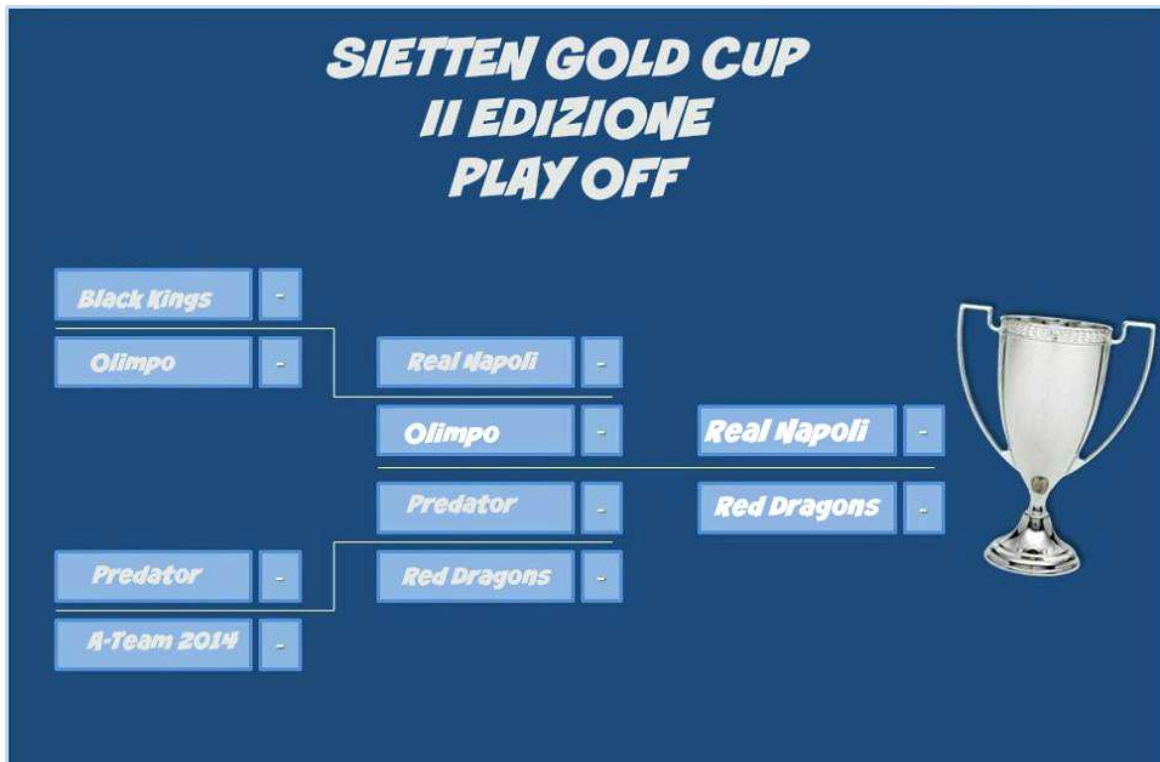 SIETTEN GOLD CUP
II EDIZIONE
PLAY OFF
Black Kings -
Olimpo -
Real Napoli -
Olimpo -
Real Napoli -
Predator -
Red Dragons -
Predator -
Red Dragons -
A-Team 2014 -